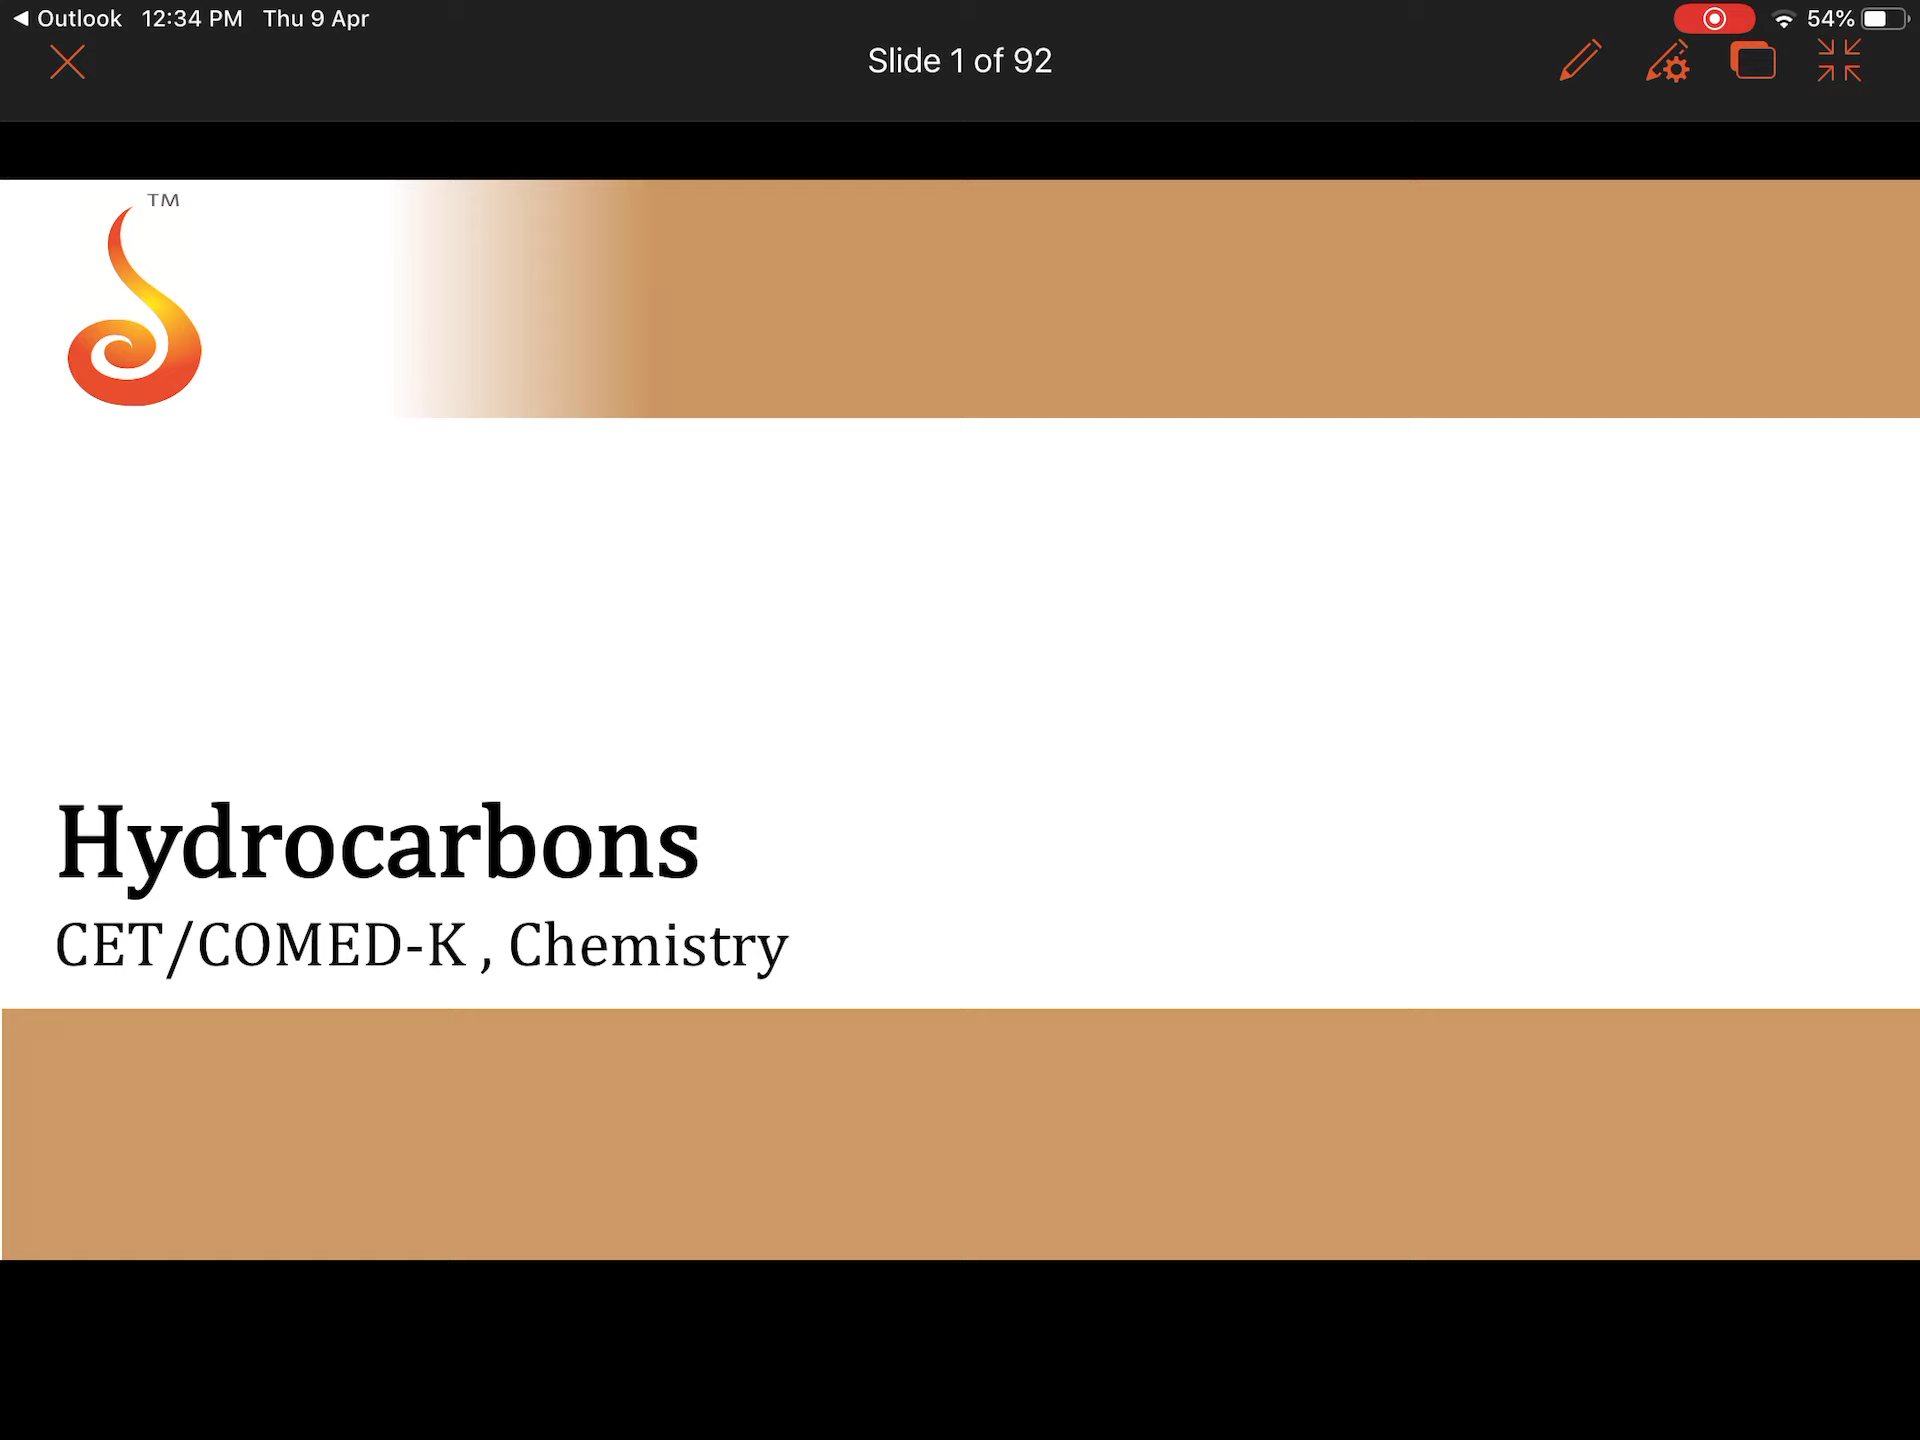 ◀ Outlook 12:34 PM Thu 9 Apr 54%
Slide 1 of 92
TM
Hydrocarbons
CET/COMED-K , Chemistry